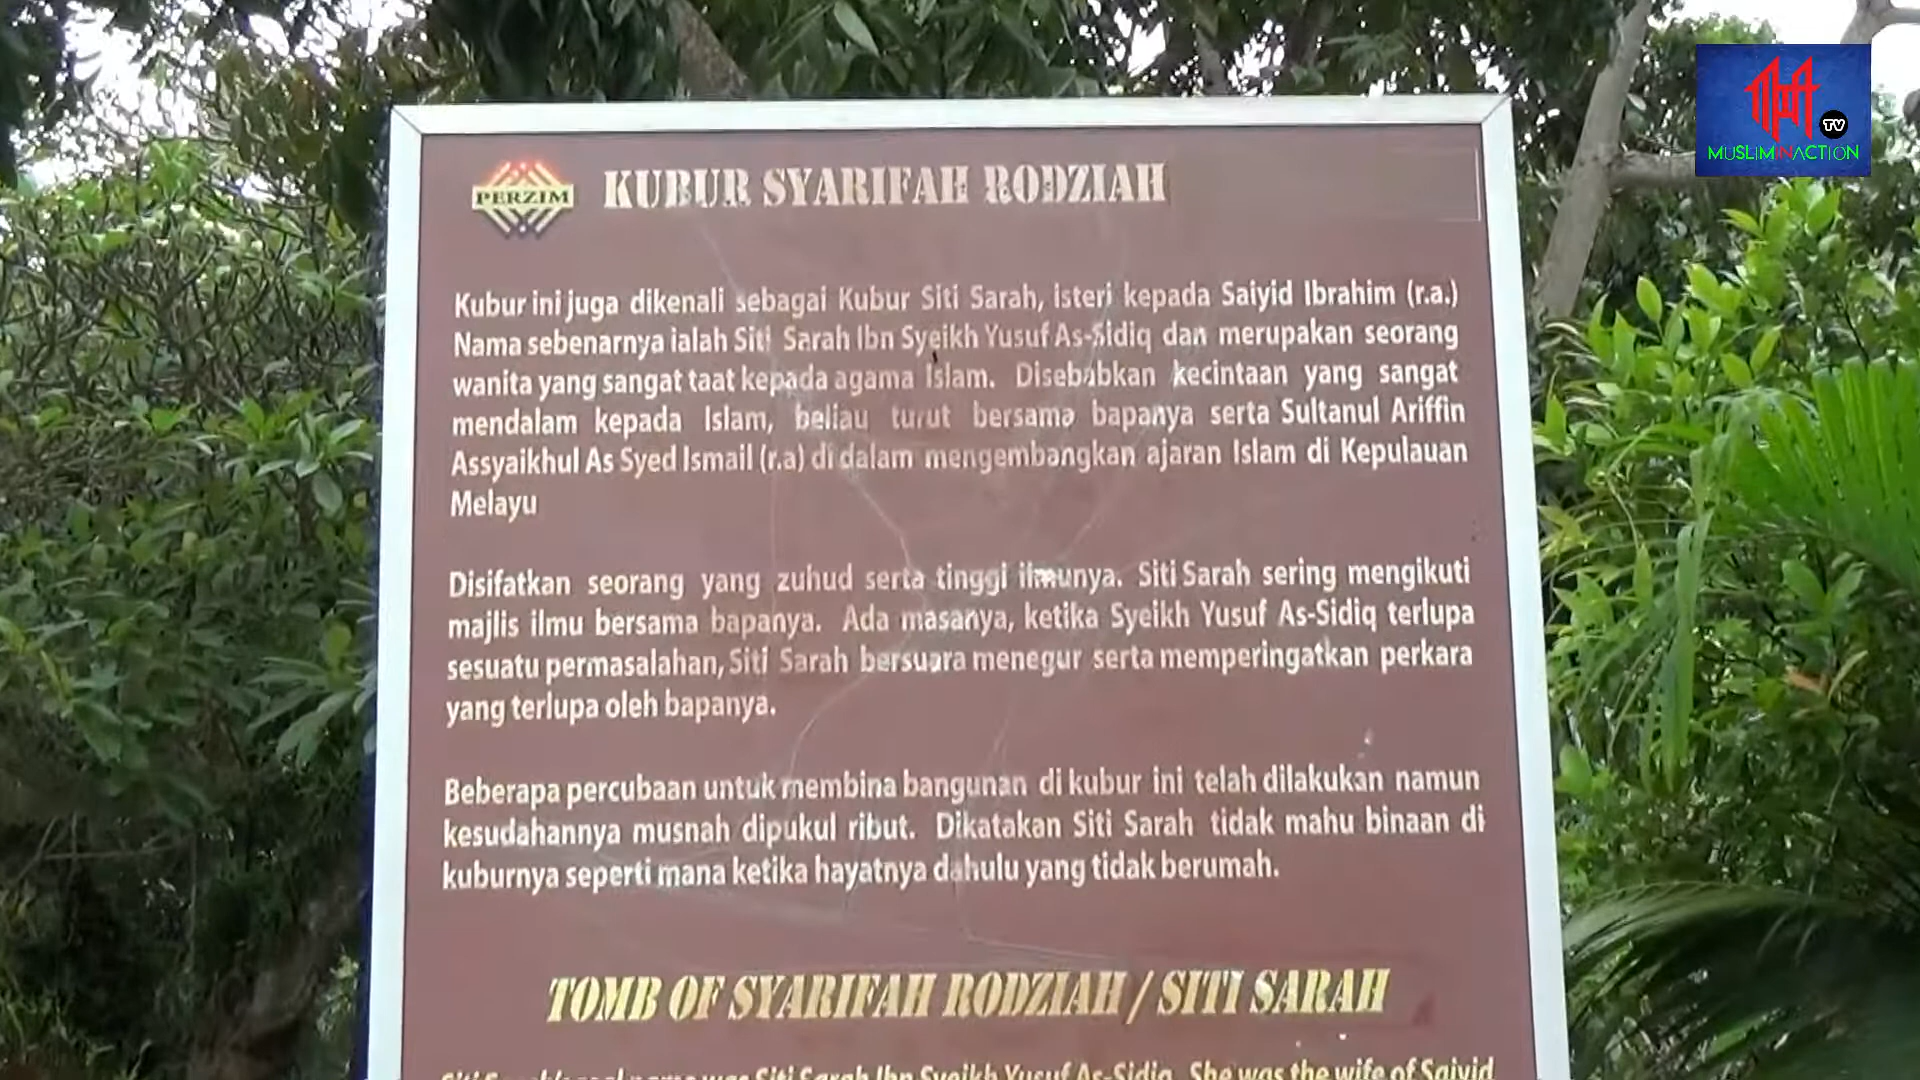 TV
MUSLIMINACTION
PERZIM
KUBUR SYARIFAH RODZIAH
Kubur ini juga dikenali sebagai Kubur Siti Sarah, isteri kepada Saiyid Ibrahim (r.a.)
Nama sebenarnya ialah Siti Sarah Ibn Syeikh Yusuf As-Sidiq dan merupakan seorang
wanita yang sangat taat kepada agama Islam. Disebabkan kecintaan yang sangat
mendalam kepada Islam, beliau turut bersama bapanya serta Sultanul Ariffin
Assyaikhul As Syed Ismail (r.a) di dalam mengembangkan ajaran Islam di Kepulauan
Melayu
Disifatkan seorang yang zuhud serta tinggi ilmunya. Siti Sarah sering mengikuti
majlis ilmu bersama bapanya. Ada masanya, ketika Syeikh Yusuf As-Sidiq terlupa
sesuatu permasalahan, Siti Sarah bersuara menegur serta memperingatkan perkara
yang terlupa oleh bapanya.
Beberapa percubaan untuk membina bangunan di kubur ini telah dilakukan namun
kesudahannya musnah dipukul ribut. Dikatakan Siti Sarah tidak mahu binaan di
kuburnya seperti mana ketika hayatnya dahulu yang tidak berumah.
TOMB OF SYARIFAH RODZIAH / SITI SARAH
Siti Sarah's real name was Siti Sarah Ibn Syeikh Yusuf As-Sidiq. She was the wife of Saiyid